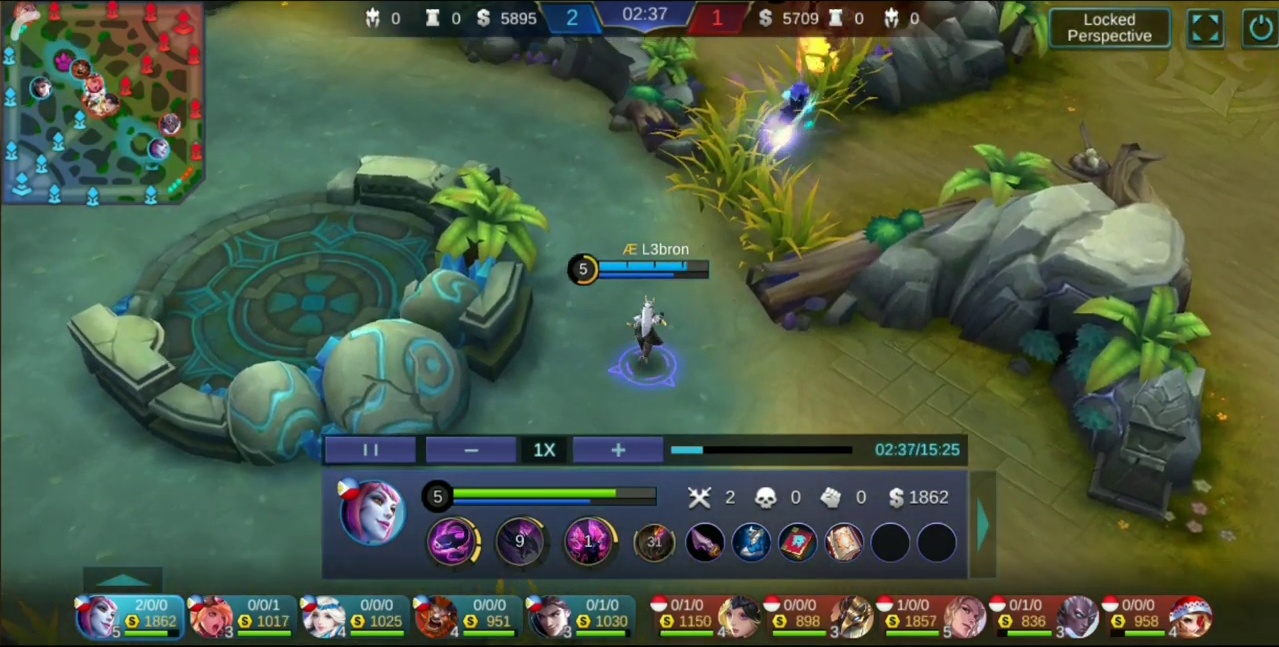 0 0 5895 2 02:37 1 5709 0 0
Locked
Perspective
Æ L3bron
5
1X
02:37/15:25
5
2 0 0 1862
9 1 31
2/0/0 0/0/1 0/0/0 0/0/0 0/1/0 0/1/0 0/0/0 1/0/0 0/1/0 0/0/0
5 1862 3 1017 4 1025 4 951 3 1030 1150 4 898 3 1857 5 836 3 958 4